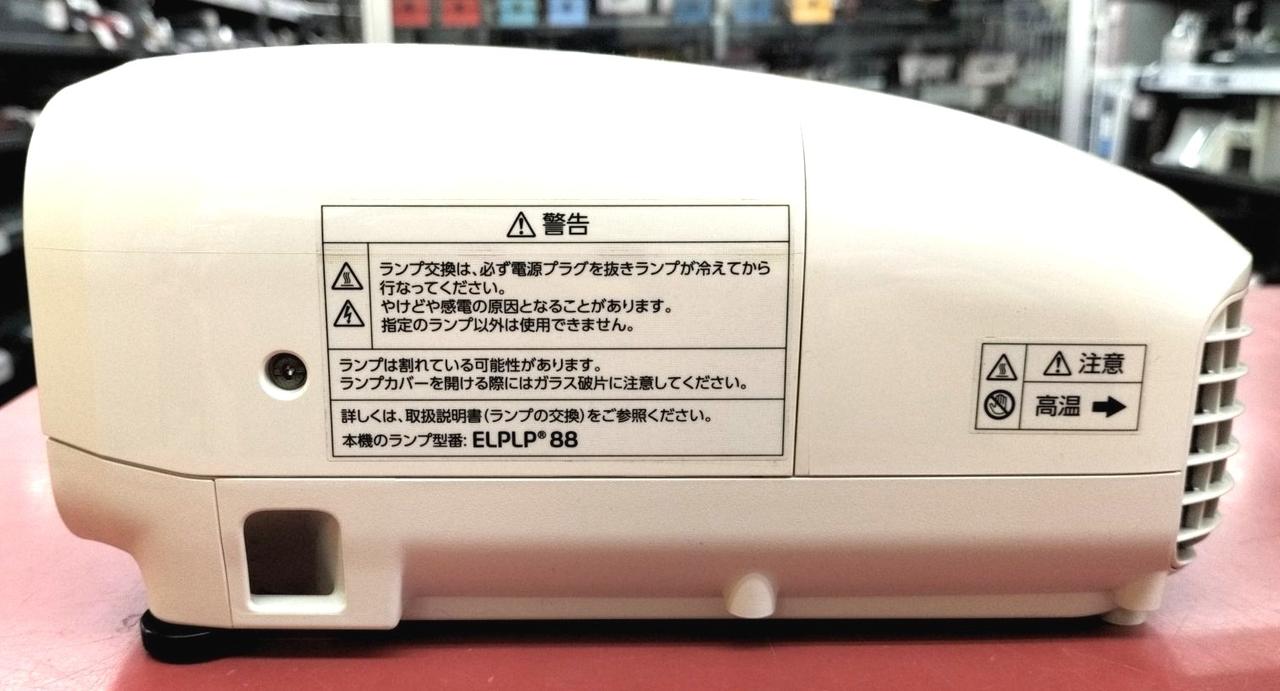 警告
ランプ交換は、必ず電源プラグを抜きランプが冷えてから
行なってください。
やけどや感電の原因となることがあります。
指定のランプ以外は使用できません。
ランプは割れている可能性があります。
ランプカバーを開ける際にはガラス破片に注意してください。
詳しくは、取扱説明書(ランプの交換)をご参照ください。
本機のランプ型番: ELPLP® 88
注意
高温